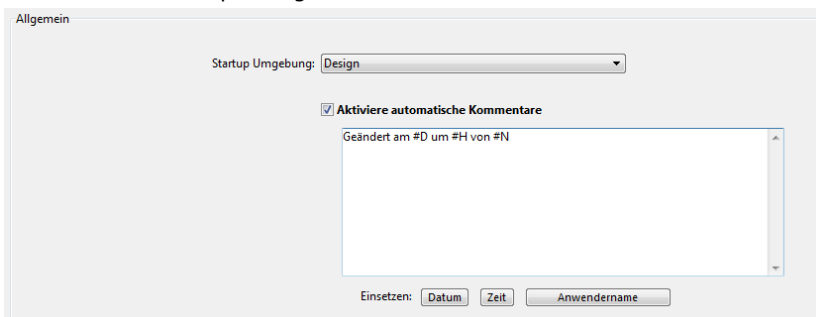 Allgemein
Startup Umgebung: Design
Aktiviere automatische Kommentare
Geändert am #D um #H von #N
Einsetzen: Datum Zeit Anwendername